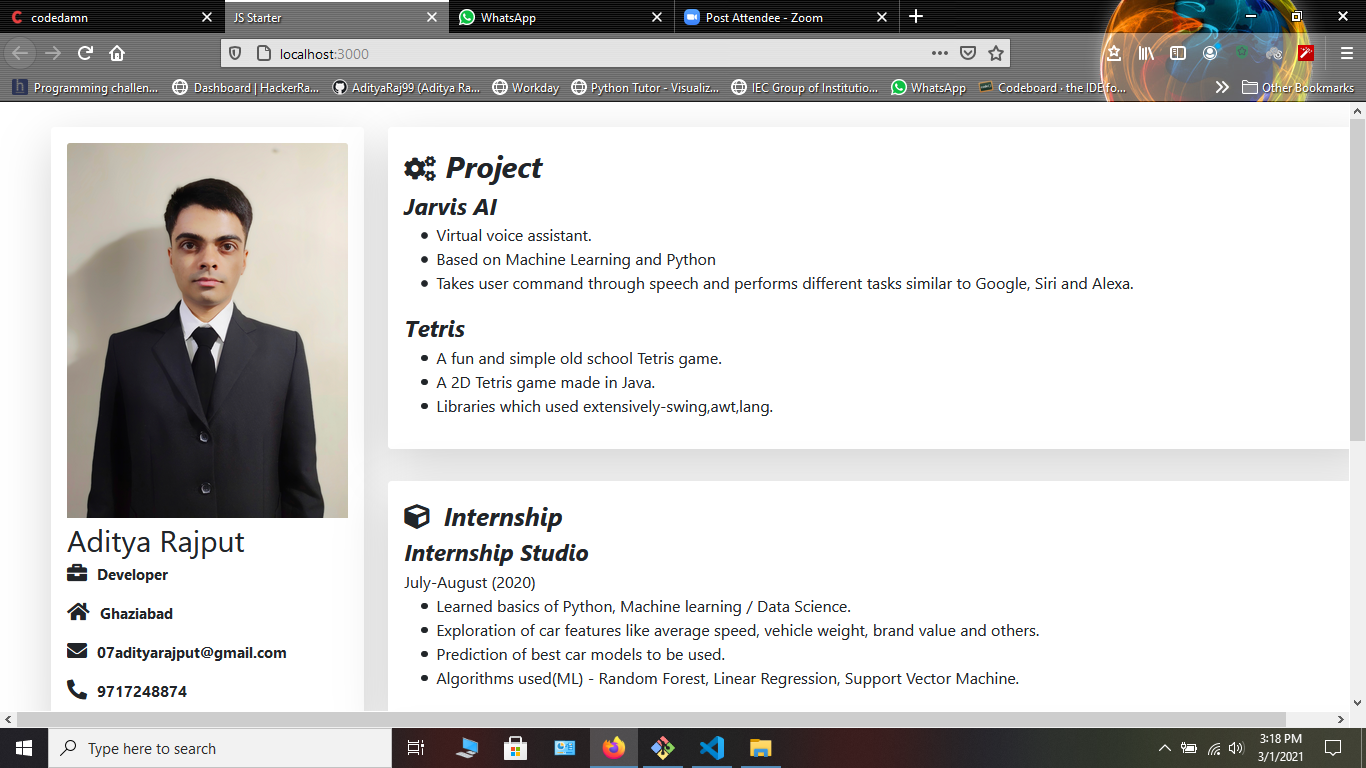 codedamn
JS Starter
WhatsApp
Post Attendee - Zoom
localhost:3000
Programming challen...
Dashboard | HackerRa...
AdityaRaj99 (Aditya Ra...
Workday
Python Tutor - Visualiz...
IEC Group of Institutio...
WhatsApp
Codeboard · the IDE fo...
Other Bookmarks
Project
Jarvis AI
Virtual voice assistant.
Based on Machine Learning and Python
Takes user command through speech and performs different tasks similar to Google, Siri and Alexa.
Tetris
A fun and simple old school Tetris game.
A 2D Tetris game made in Java.
Libraries which used extensively-swing,awt,lang.
Aditya Rajput
Developer
Ghaziabad
07adityarajput@gmail.com
9717248874
Internship
Internship Studio
July-August (2020)
Learned basics of Python, Machine learning / Data Science.
Exploration of car features like average speed, vehicle weight, brand value and others.
Prediction of best car models to be used.
Algorithms used(ML) - Random Forest, Linear Regression, Support Vector Machine.
Type here to search
3:18 PM
3/1/2021